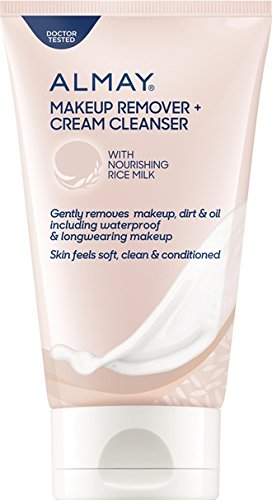 DOCTOR
TESTED
ALMAY®
MAKEUP REMOVER +
CREAM CLEANSER
WITH
NOURISHING
RICE MILK
Gently removes makeup, dirt & oil
including waterproof
& longwearing makeup
Skin feels soft, clean & conditioned